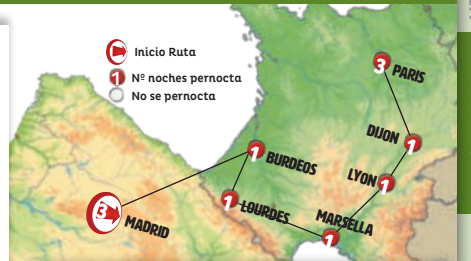 Inicio Ruta
1 Nº noches pernocta
No se pernocta
3 PARIS
DIJON 1
1 BURDEOS
LYON 1
1 LOURDES
3 MADRID
MARSELLA
1